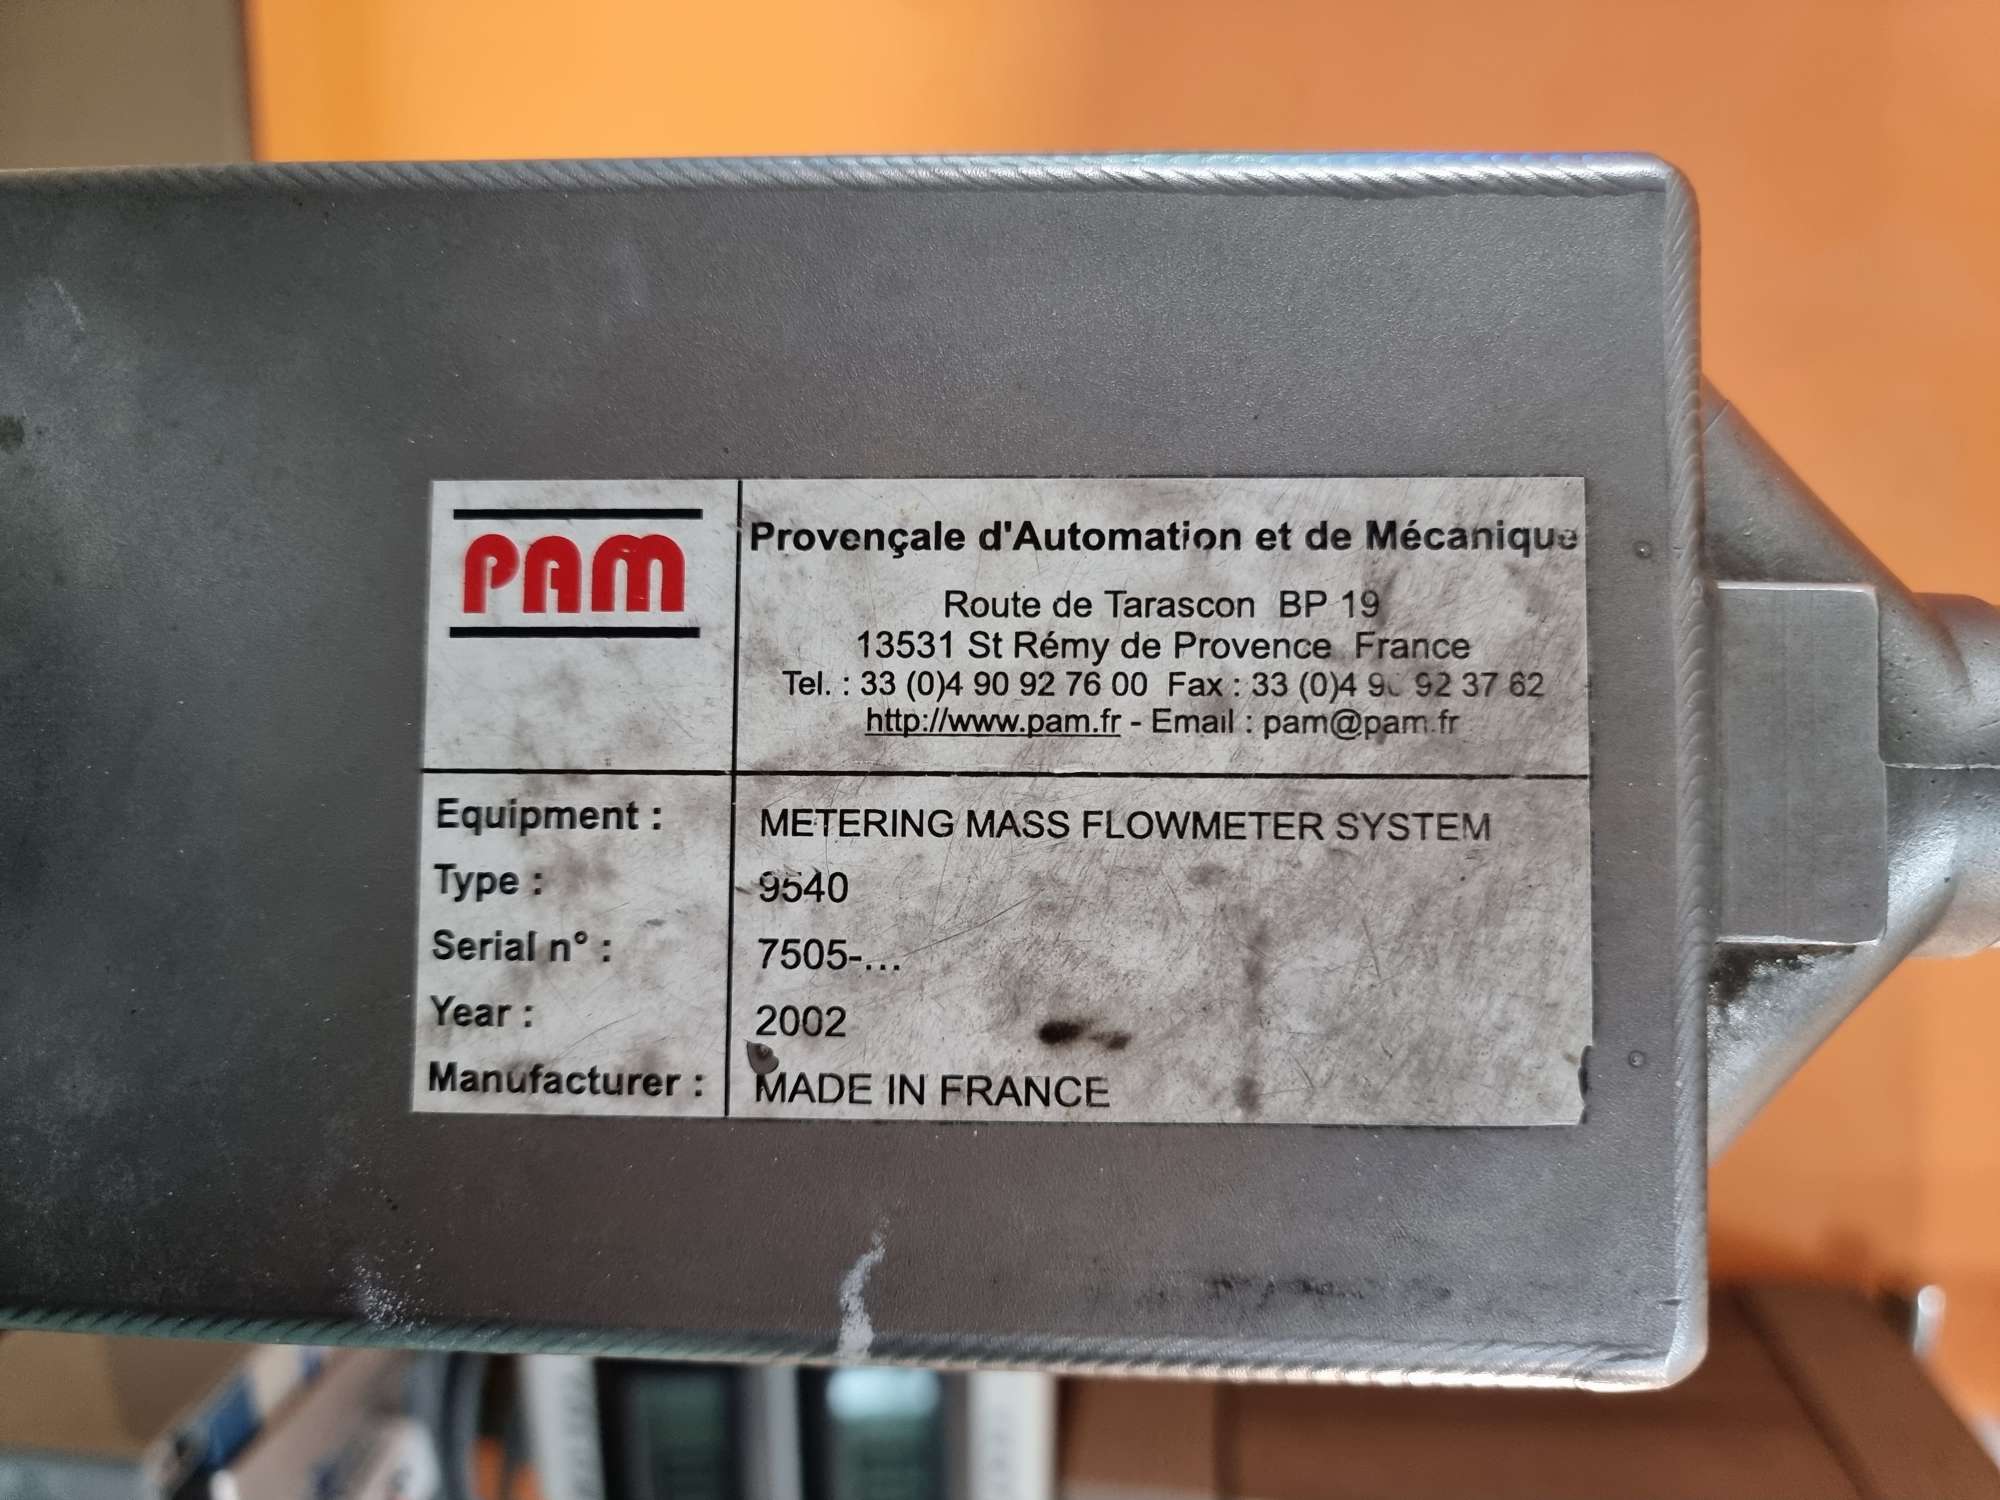 PAM
Provençale d'Automation et de Mécanique
Route de Tarascon BP 19
13531 St Rémy de Provence France
Tel. : 33 (0)4 90 92 76 00 Fax : 33 (0)4 92 37 62
http://www.pam.fr - Email : pam@pam.fr
Equipment : METERING MASS FLOWMETER SYSTEM
Type : 9540
Serial n° : 7505-...
Year : 2002
Manufacturer : MADE IN FRANCE